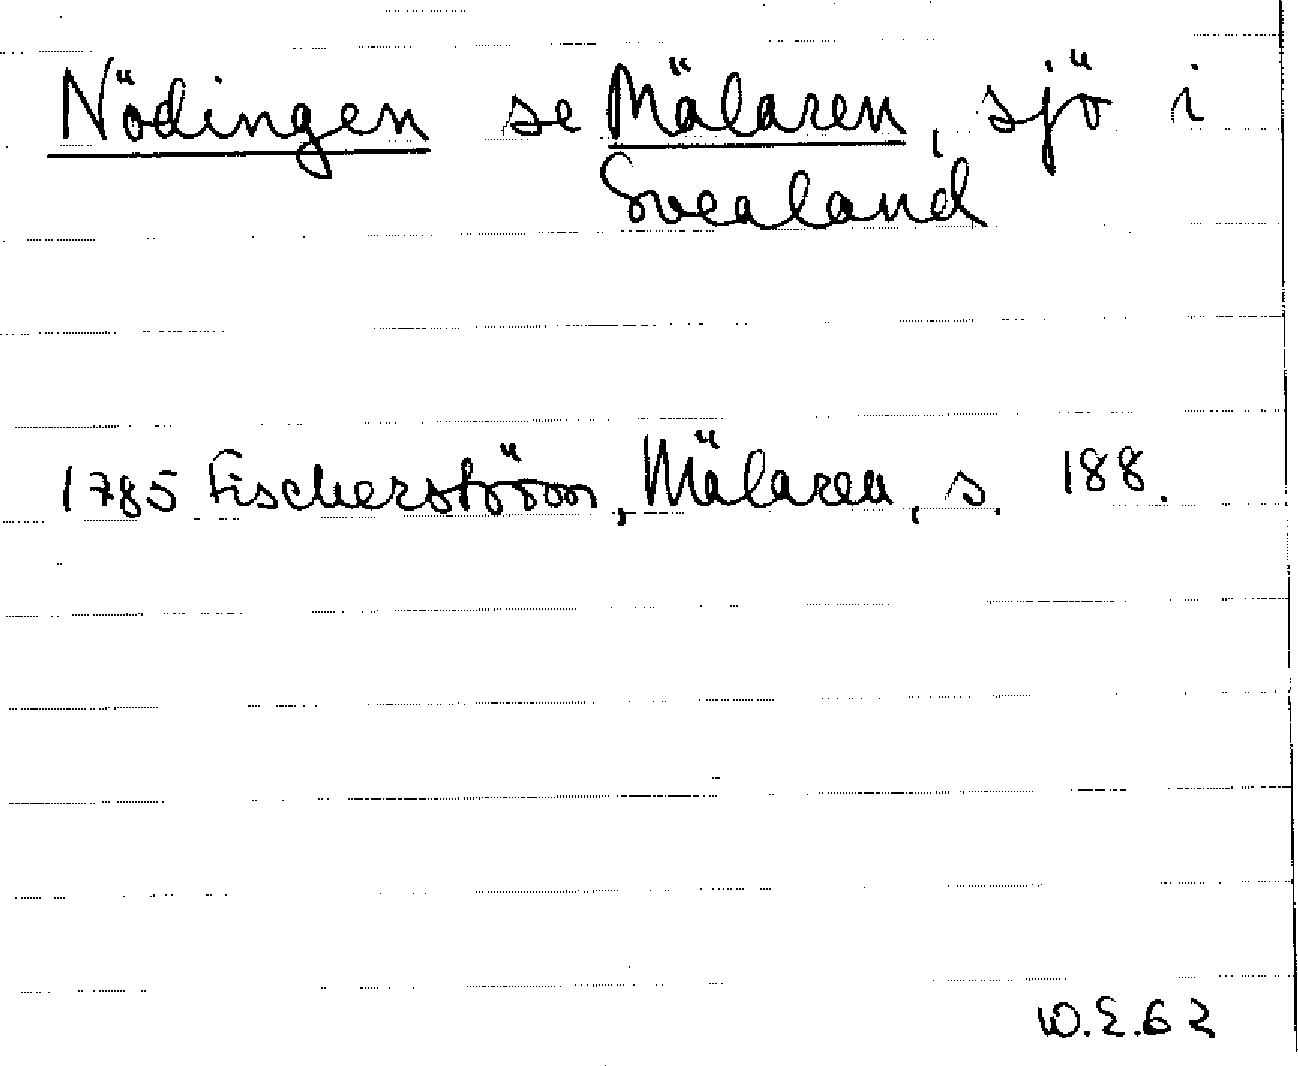 Nödingen se Mälaren, sjö i
Svealand
1785 Fischerström, Mälaren, s. 188.
W.E.62